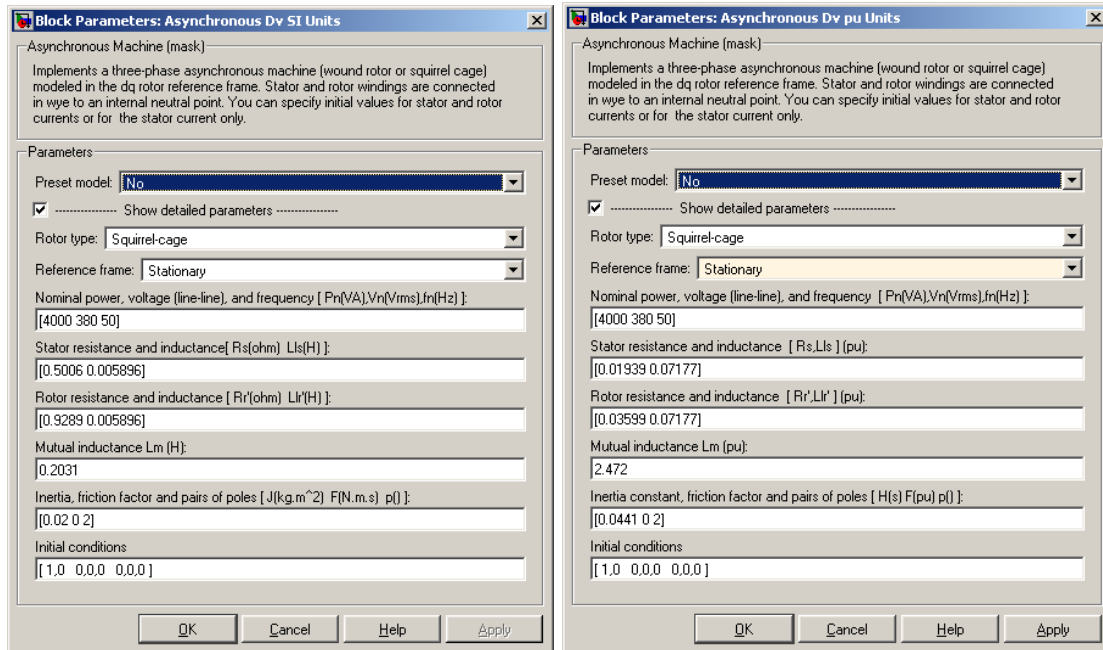 Block Parameters: Asynchronous Dv SI Units
Asynchronous Machine (mask)
Implements a three-phase asynchronous machine (wound rotor or squirrel cage)
modeled in the dq rotor reference frame. Stator and rotor windings are connected
in wye to an internal neutral point. You can specify initial values for stator and rotor
currents or for the stator current only.
Parameters
Preset model: No
---------------- Show detailed parameters ----------------
Rotor type: Squirrel-cage
Reference frame: Stationary
Nominal power, voltage (line-line), and frequency [ Pn(VA),Vn(Vrms),fn(Hz) ]:
[4000 380 50]
Stator resistance and inductance[ Rs(ohm) Lls(H) ]:
[0.5006 0.005896]
Rotor resistance and inductance [ Rr'(ohm) Llr'(H) ]:
[0.9289 0.005896]
Mutual inductance Lm (H):
0.2031
Inertia, friction factor and pairs of poles [ J(kg.m^2) F(N.m.s) p() ]:
[0.02 0 2]
Initial conditions
[ 1,0 0,0,0 0,0,0 ]
OK Cancel Help Apply
Block Parameters: Asynchronous Dv pu Units
Asynchronous Machine (mask)
Implements a three-phase asynchronous machine (wound rotor or squirrel cage)
modeled in the dq rotor reference frame. Stator and rotor windings are connected
in wye to an internal neutral point. You can specify initial values for stator and rotor
currents or for the stator current only.
Parameters
Preset model: No
---------------- Show detailed parameters ----------------
Rotor type: Squirrel-cage
Reference frame: Stationary
Nominal power, voltage (line-line), and frequency [ Pn(VA),Vn(Vrms),fn(Hz) ]:
[4000 380 50]
Stator resistance and inductance [ Rs,Lls ] (pu):
[0.01939 0.07177]
Rotor resistance and inductance [ Rr',Llr' ] (pu):
[0.03599 0.07177]
Mutual inductance Lm (pu):
2.472
Inertia constant, friction factor and pairs of poles [ H(s) F(pu) p() ]:
[0.0441 0 2]
Initial conditions
[ 1,0 0,0,0 0,0,0 ]
OK Cancel Help Apply